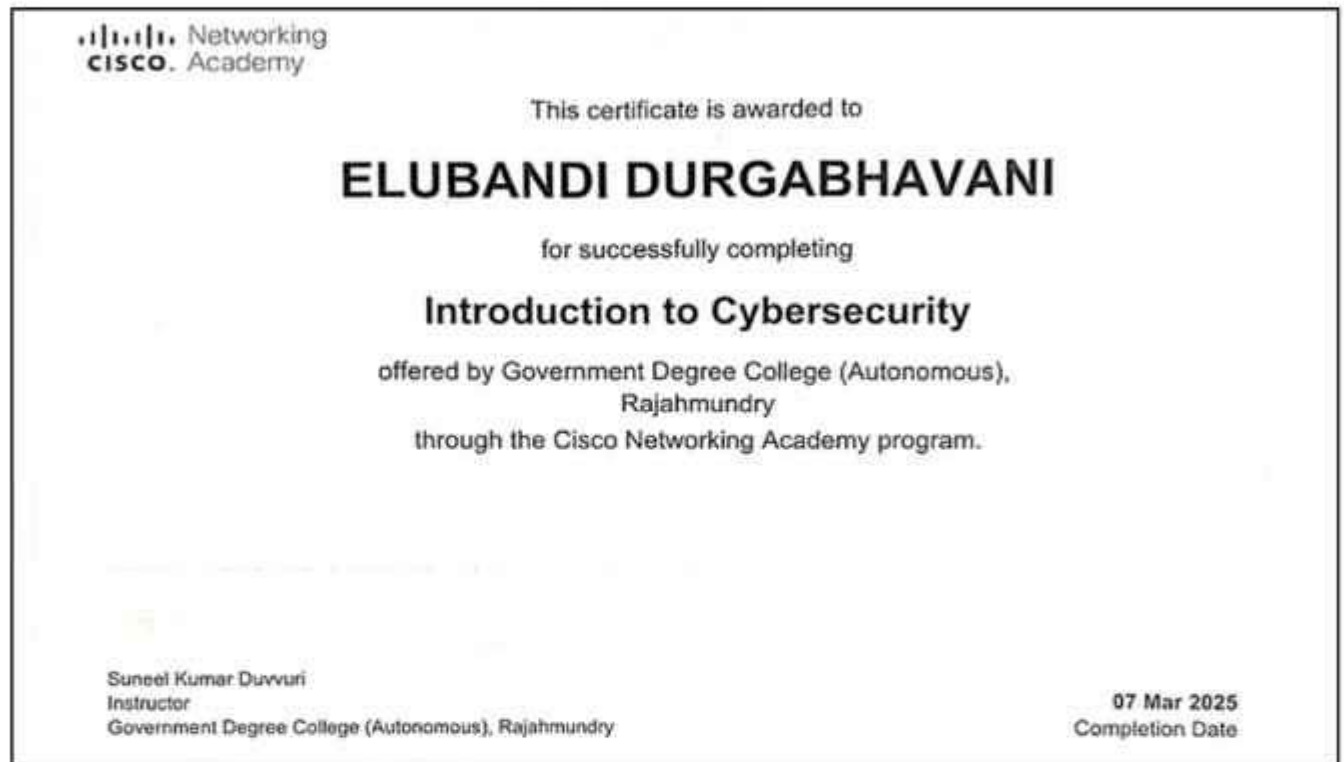 Networking
CISCO. Academy
This certificate is awarded to
ELUBANDI DURGABHAVANI
for successfully completing
Introduction to Cybersecurity
offered by Government Degree College (Autonomous),
Rajahmundry
through the Cisco Networking Academy program.
Suneel Kumar Duvvuri
Instructor
Government Degree College (Autonomous), Rajahmundry
07 Mar 2025
Completion Date